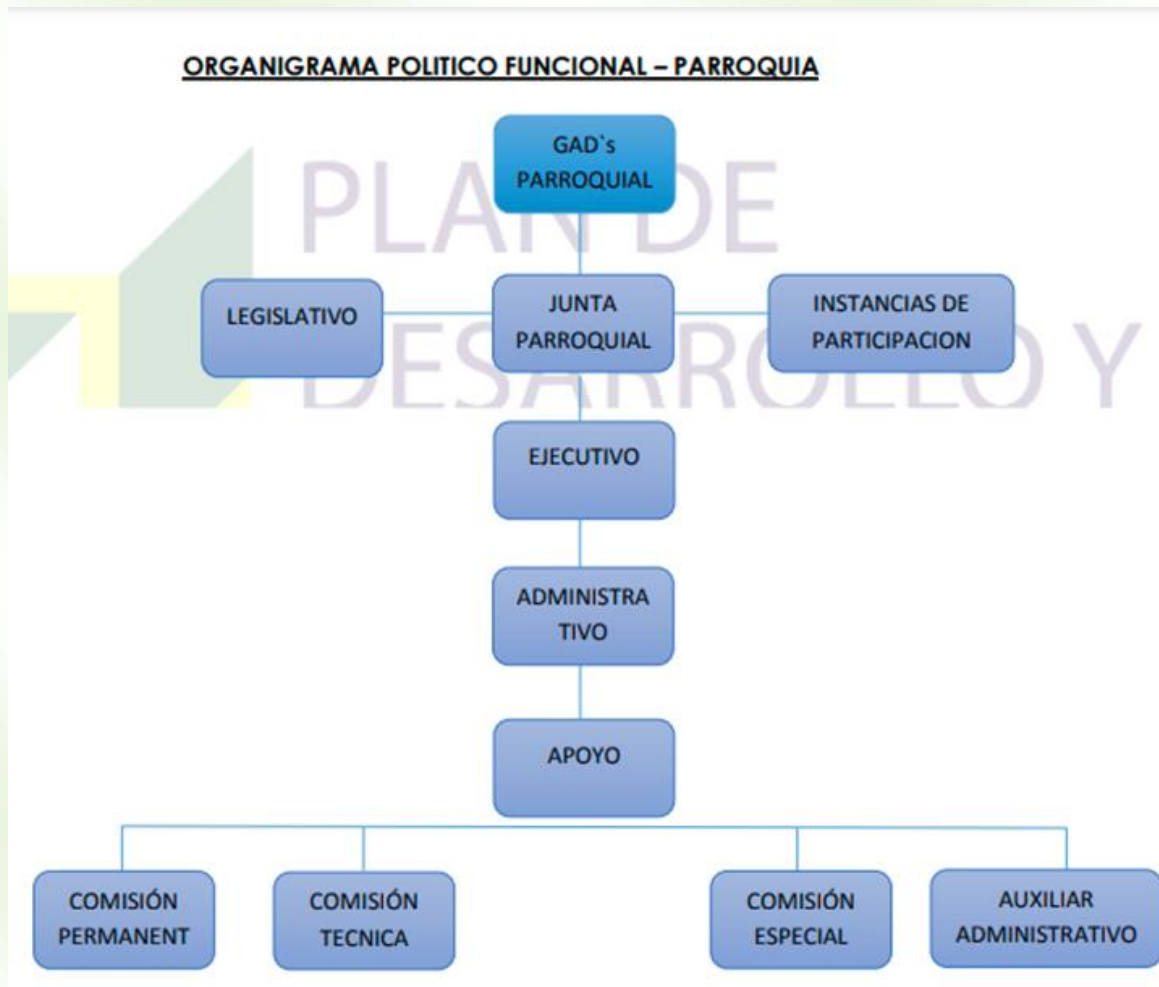 ORGANIGRAMA POLITICO FUNCIONAL – PARROQUIA
GAD`s
PARROQUIAL
PLAN DE
LEGISLATIVO
JUNTA
PARROQUIAL
INSTANCIAS DE
PARTICIPACION
DESARROLLO Y
EJECUTIVO
ADMINISTRA
TIVO
APOYO
COMISIÓN
PERMANENT
COMISIÓN
TECNICA
COMISIÓN
ESPECIAL
AUXILIAR
ADMINISTRATIVO